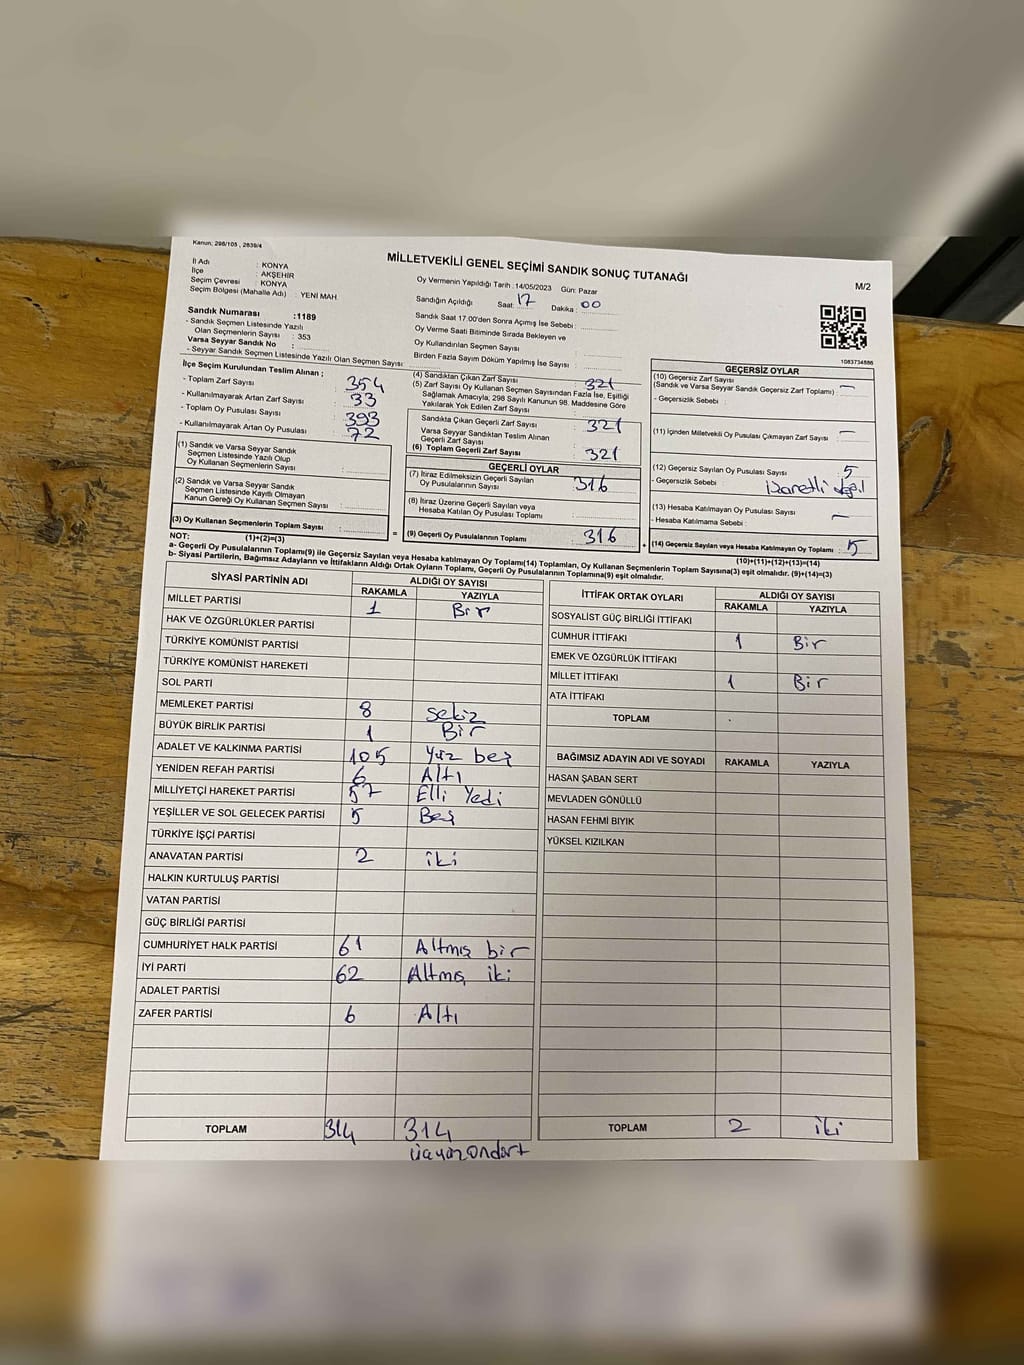 Kanun; 298/105 , 2839/4
MİLLETVEKİLİ GENEL SEÇİMİ SANDIK SONUÇ TUTANAĞI
M/2
İl Adı : KONYA
İlçe : AKŞEHİR
Seçim Çevresi : KONYA
Seçim Bölgesi (Mahalle Adı) : YENİ MAH
Oy Vermenin Yapıldığı Tarih :14/05/2023 Gün: Pazar
Sandığın Açıldığı Saat: 17 Dakika : 00
Sandık Saat 17.00'den Sonra Açılmış İse Sebebi :
Oy Verme Saati Bitiminde Sırada Bekleyen ve
Oy Kullandırılan Seçmen Sayısı :
Birden Fazla Sayım Döküm Yapılmış İse Sayısı :
1083734886
Sandık Numarası :1189
- Sandık Seçmen Listesinde Yazılı
Olan Seçmenlerin Sayısı : 353
Varsa Seyyar Sandık No :
- Seyyar Sandık Seçmen Listesinde Yazılı Olan Seçmen Sayısı :
İlçe Seçim Kurulundan Teslim Alınan ;
- Toplam Zarf Sayısı : 354
- Kullanılmayarak Artan Zarf Sayısı : 33
- Toplam Oy Pusulası Sayısı : 393
- Kullanılmayarak Artan Oy Pusulası : 72
(1) Sandık ve Varsa Seyyar Sandık
Seçmen Listesinde Yazılı Olup
Oy Kullanan Seçmenlerin Sayısı :
(2) Sandık ve Varsa Seyyar Sandık
Seçmen Listesinde Kayıtlı Olmayan
Kanun Gereği Oy Kullanan Seçmen Sayısı :
(3) Oy Kullanan Seçmenlerin Toplam Sayısı :
(1)+(2)=(3)
(4) Sandıktan Çıkan Zarf Sayısı : 321
(5) Zarf Sayısı Oy Kullanan Seçmen Sayısından Fazla İse, Eşitliği
Sağlamak Amacıyla, 298 Sayılı Kanunun 98. Maddesine Göre
Yakılarak Yok Edilen Zarf Sayısı :
Sandıkta Çıkan Geçerli Zarf Sayısı : 321
Varsa Seyyar Sandıktan Teslim Alınan
Geçerli Zarf Sayısı :
(6) Toplam Geçerli Zarf Sayısı : 321
GEÇERLİ OYLAR
(7) İtiraz Edilmeksizin Geçerli Sayılan
Oy Pusulalarının Sayısı : 316
(8) İtiraz Üzerine Geçerli Sayılan veya
Hesaba Katılan Oy Pusulası Toplamı :
= (9) Geçerli Oy Pusulalarının Toplamı : 316
GEÇERSİZ OYLAR
(10) Geçersiz Zarf Sayısı
(Sandık ve Varsa Seyyar Sandık Geçersiz Zarf Toplamı) : —
- Geçersizlik Sebebi :
(11) İçinden Milletvekili Oy Pusulası Çıkmayan Zarf Sayısı : —
(12) Geçersiz Sayılan Oy Pusulası Sayısı : 5
- Geçersizlik Sebebi : işaretli değil
(13) Hesaba Katılmayan Oy Pusulası Sayısı : —
- Hesaba Katılmama Sebebi :
+ (14) Geçersiz Sayılan veya Hesaba Katılmayan Oy Toplamı : 5
(10)+(11)+(12)+(13)=(14)
NOT:
a- Geçerli Oy Pusulaları Toplamı(9) ile Geçersiz Sayılan veya Hesaba katılmayan Oy Toplamı(14) Toplamları, Oy Kullanan Seçmenlerin Toplam Sayısına(3) eşit olmalıdır. (9)+(14)=(3)
b- Siyasi Partilerin, Bağımsız Adayların ve İttifakların Aldığı Ortak Oyların Toplamı, Geçerli Oy Pusulalarının Toplamına(9) eşit olmalıdır.
SİYASİ PARTİNİN ADI ALDIĞI OY SAYISI
RAKAMLA YAZIYLA
MİLLET PARTİSİ 1 Bir
HAK VE ÖZGÜRLÜKLER PARTİSİ
TÜRKİYE KOMÜNİST PARTİSİ
TÜRKİYE KOMÜNİST HAREKETİ
SOL PARTİ
MEMLEKET PARTİSİ 8 sekiz
BÜYÜK BİRLİK PARTİSİ 1 Bir
ADALET VE KALKINMA PARTİSİ 105 Yüz beş
YENİDEN REFAH PARTİSİ 6 Altı
MİLLİYETÇİ HAREKET PARTİSİ 57 Elli Yedi
YEŞİLLER VE SOL GELECEK PARTİSİ 5 Beş
TÜRKİYE İŞÇİ PARTİSİ
ANAVATAN PARTİSİ 2 iki
HALKIN KURTULUŞ PARTİSİ
VATAN PARTİSİ
GÜÇ BİRLİĞİ PARTİSİ
CUMHURİYET HALK PARTİSİ 61 Altmış bir
İYİ PARTİ 62 Altmış iki
ADALET PARTİSİ
ZAFER PARTİSİ 6 Altı
TOPLAM 314 314
üçyüzondört
İTTİFAK ORTAK OYLARI ALDIĞI OY SAYISI
RAKAMLA YAZIYLA
SOSYALİST GÜÇ BİRLİĞİ İTTİFAKI
CUMHUR İTTİFAKI 1 Bir
EMEK VE ÖZGÜRLÜK İTTİFAKI
MİLLET İTTİFAKI 1 Bir
ATA İTTİFAKI
TOPLAM
BAĞIMSIZ ADAYIN ADI VE SOYADI RAKAMLA YAZIYLA
HASAN ŞABAN SERT
MEVLADEN GÖNÜLLÜ
HASAN FEHMİ BIYIK
YÜKSEL KIZILKAN
TOPLAM 2 iki